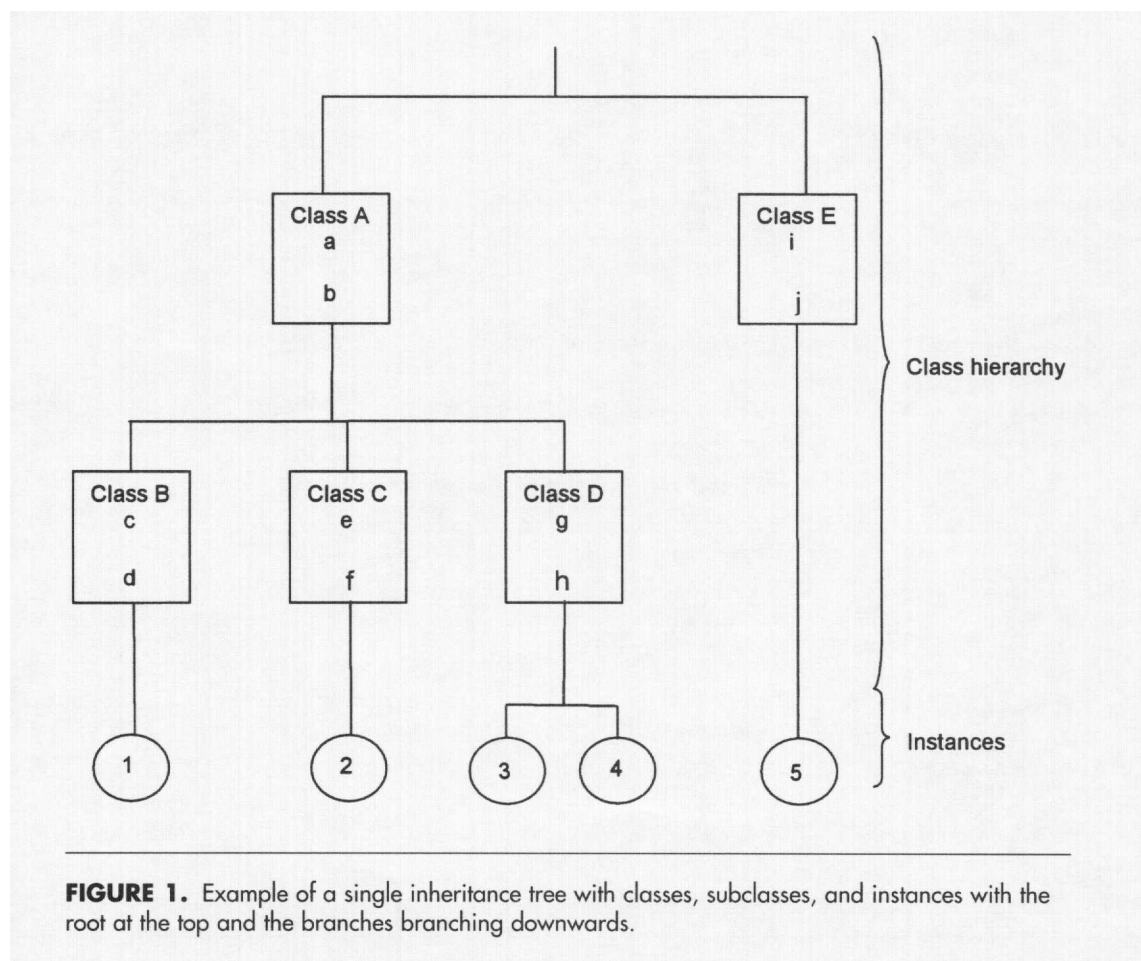 Class A
a
b
Class E
i
j
Class hierarchy
Class B
c
d
Class C
e
f
Class D
g
h
1
2
3
4
5
Instances
FIGURE 1. Example of a single inheritance tree with classes, subclasses, and instances with the
root at the top and the branches branching downwards.